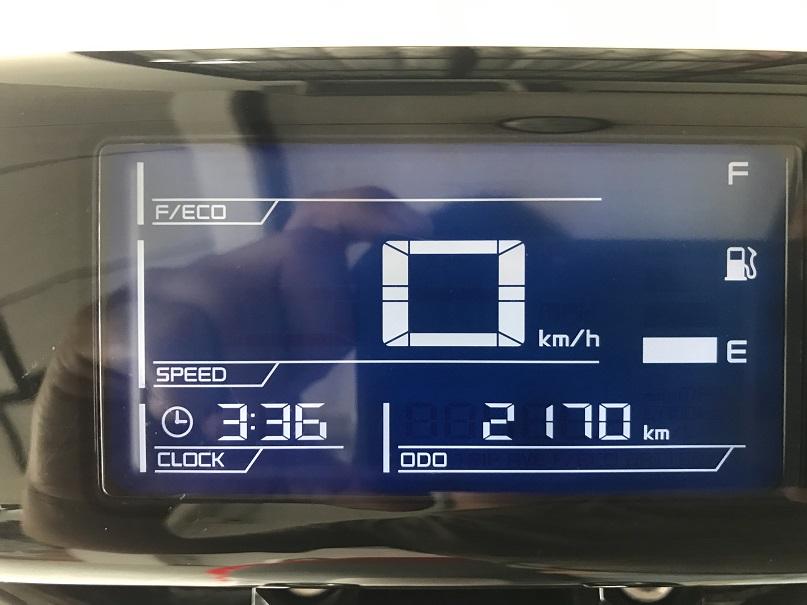 F
F/ECO
0 km/h
E
SPEED
3:36
2170 km
CLOCK
ODO